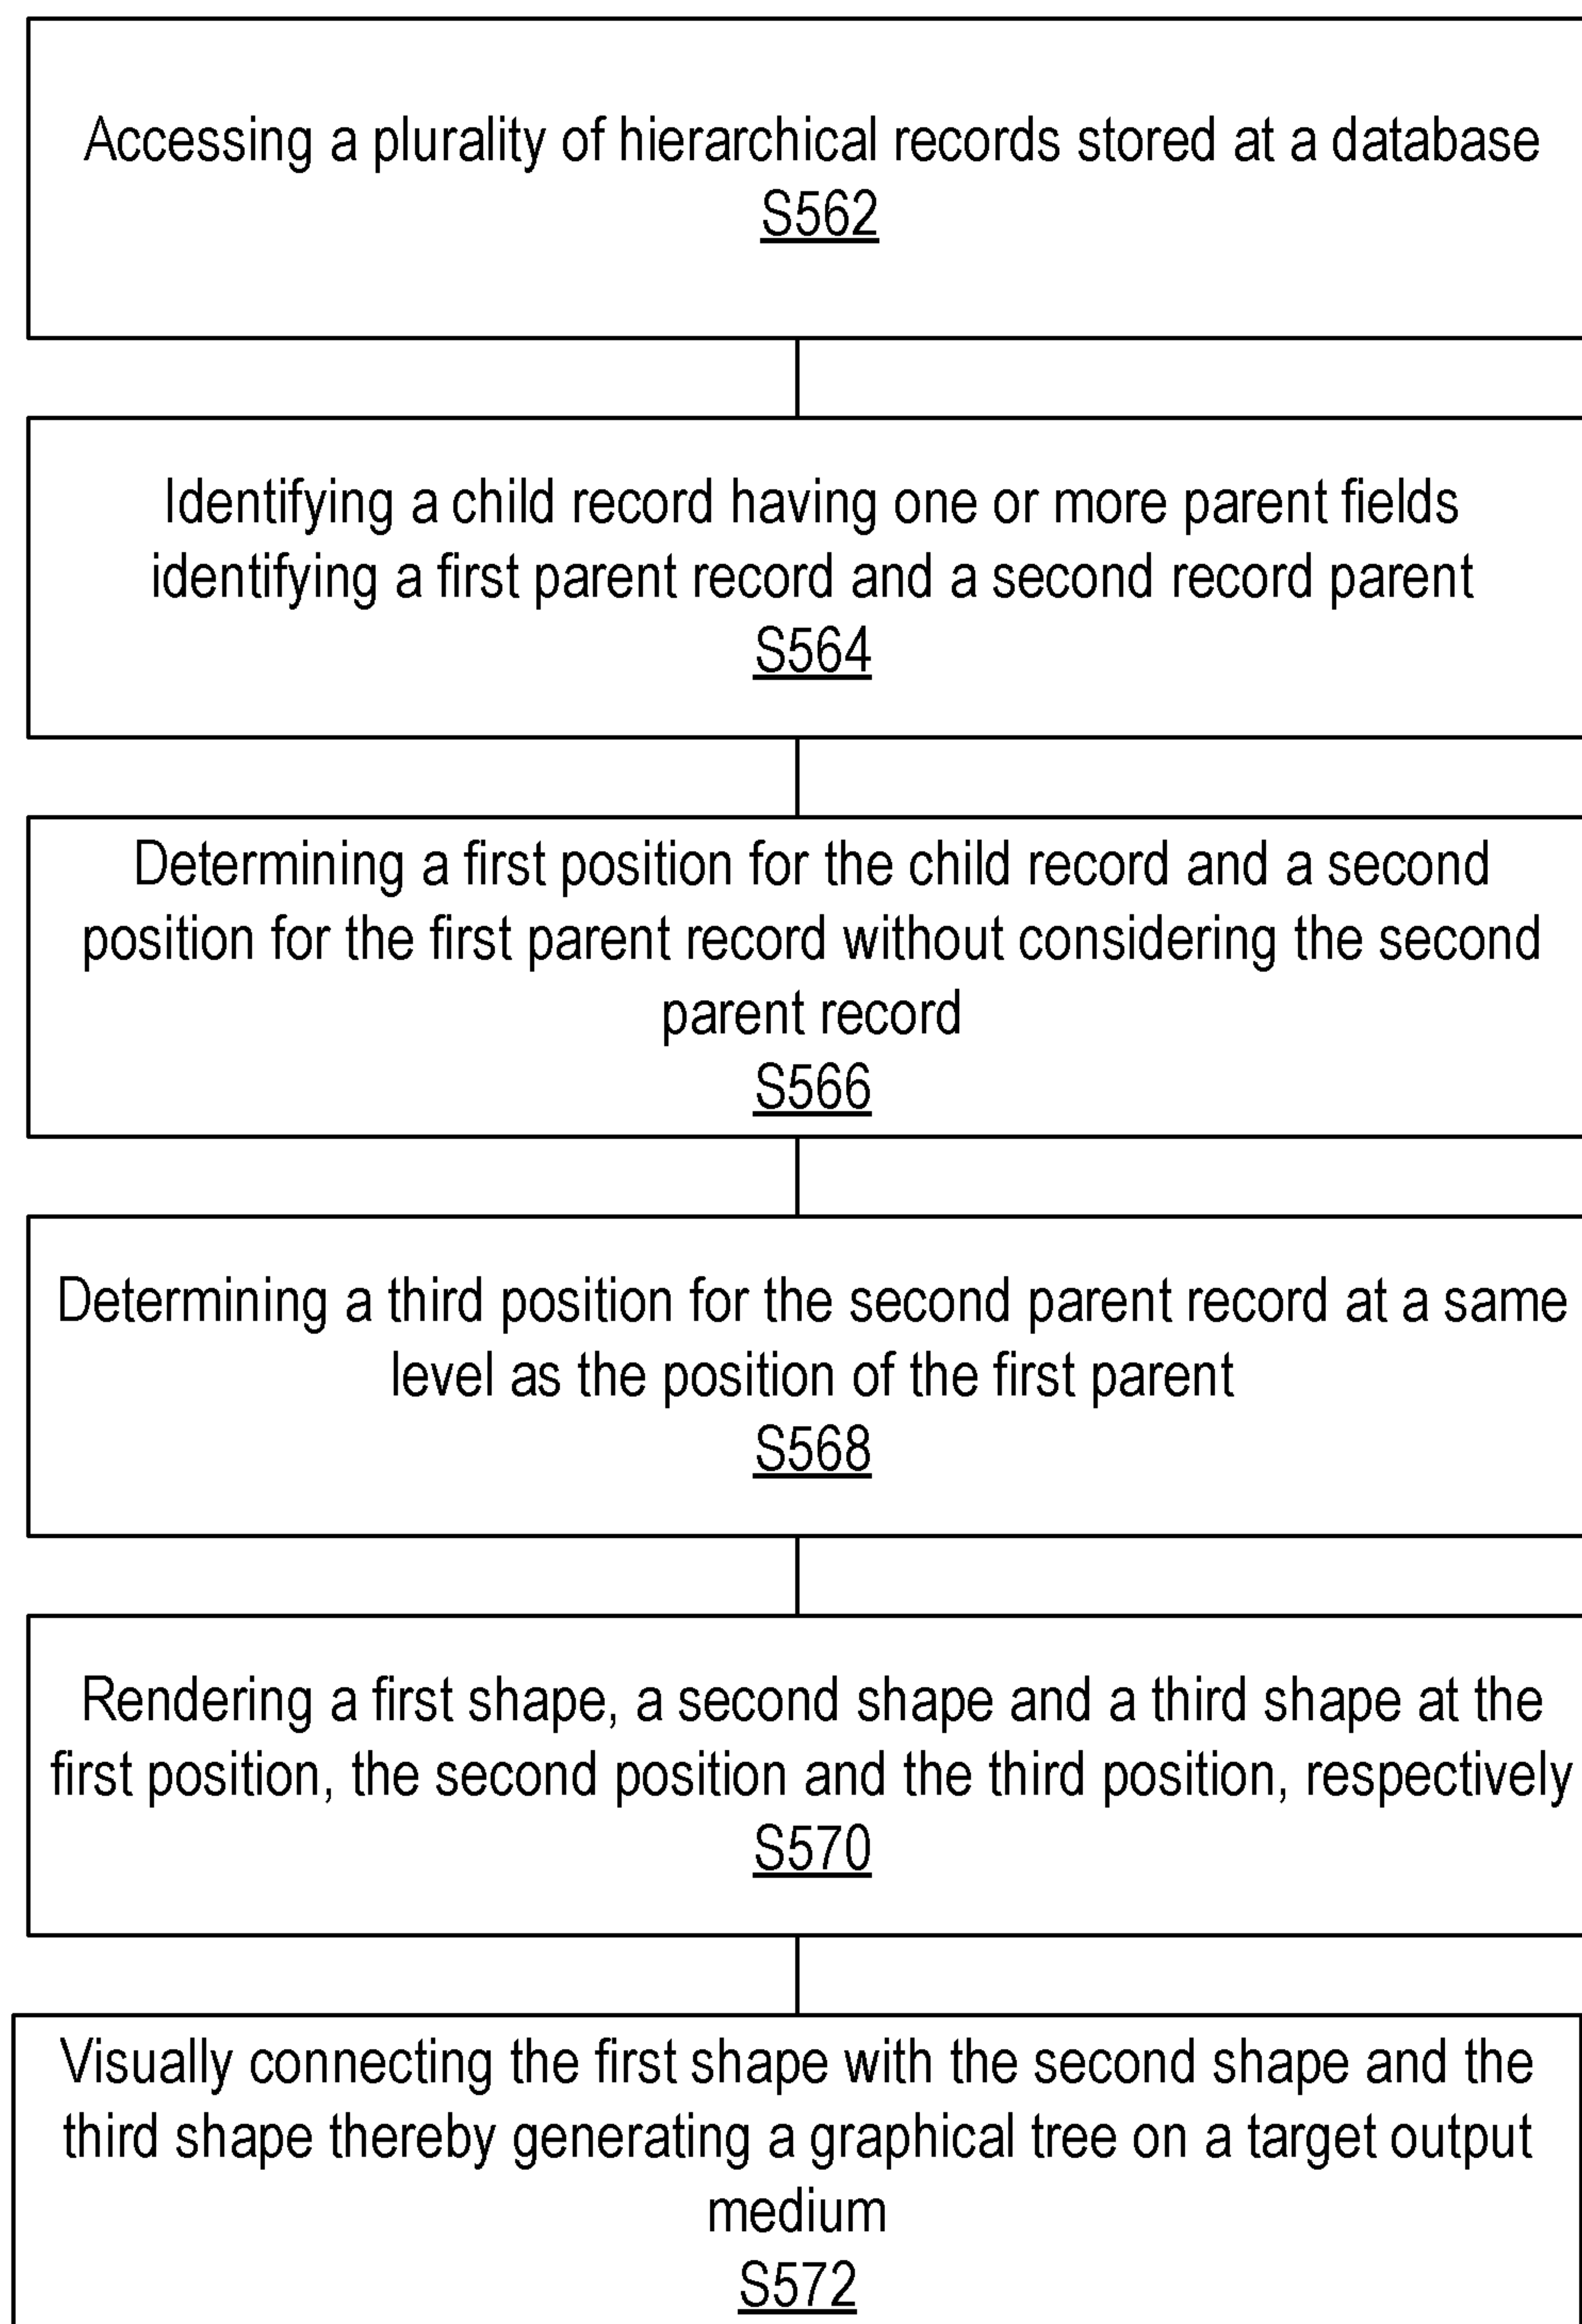 Accessing a plurality of hierarchical records stored at a database
S562
Identifying a child record having one or more parent fields
identifying a first parent record and a second record parent
S564
Determining a first position for the child record and a second
position for the first parent record without considering the second
parent record
S566
Determining a third position for the second parent record at a same
level as the position of the first parent
S568
Rendering a first shape, a second shape and a third shape at the
first position, the second position and the third position, respectively
S570
Visually connecting the first shape with the second shape and the
third shape thereby generating a graphical tree on a target output
medium
S572